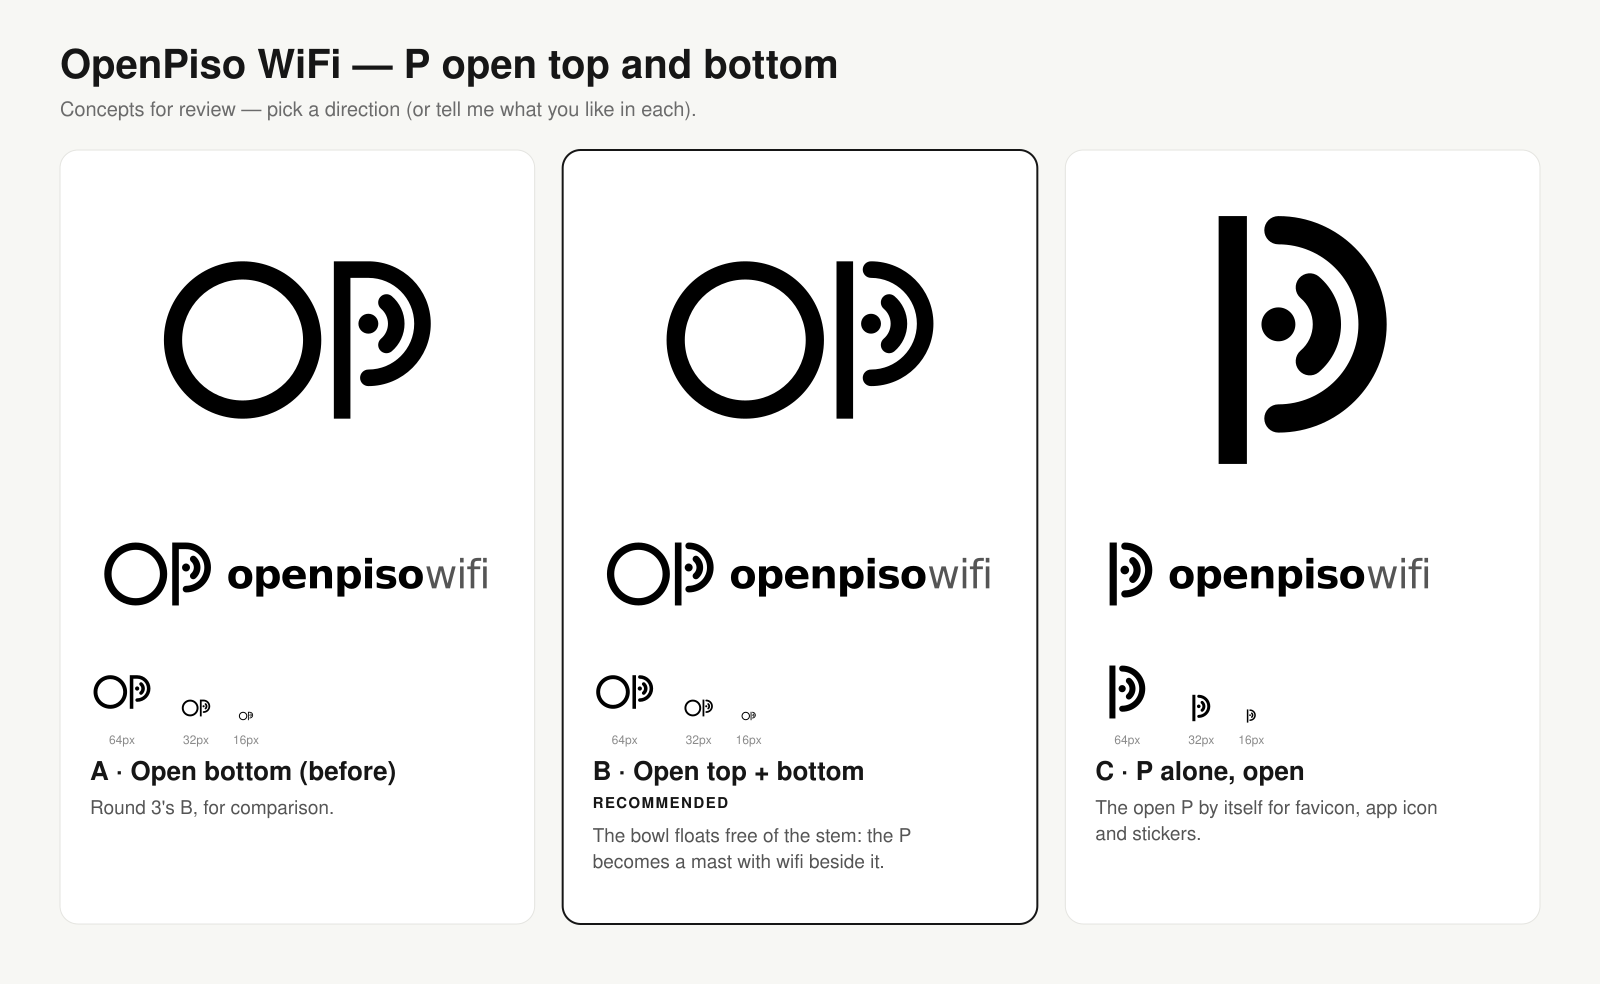 OpenPiso WiFi — P open top and bottom
Concepts for review — pick a direction (or tell me what you like in each).
OP
openpisowifi
64px 32px 16px
A · Open bottom (before)
Round 3's B, for comparison.
OP
openpisowifi
64px 32px 16px
B · Open top + bottom
RECOMMENDED
The bowl floats free of the stem: the P
becomes a mast with wifi beside it.
P
openpisowifi
64px 32px 16px
C · P alone, open
The open P by itself for favicon, app icon
and stickers.